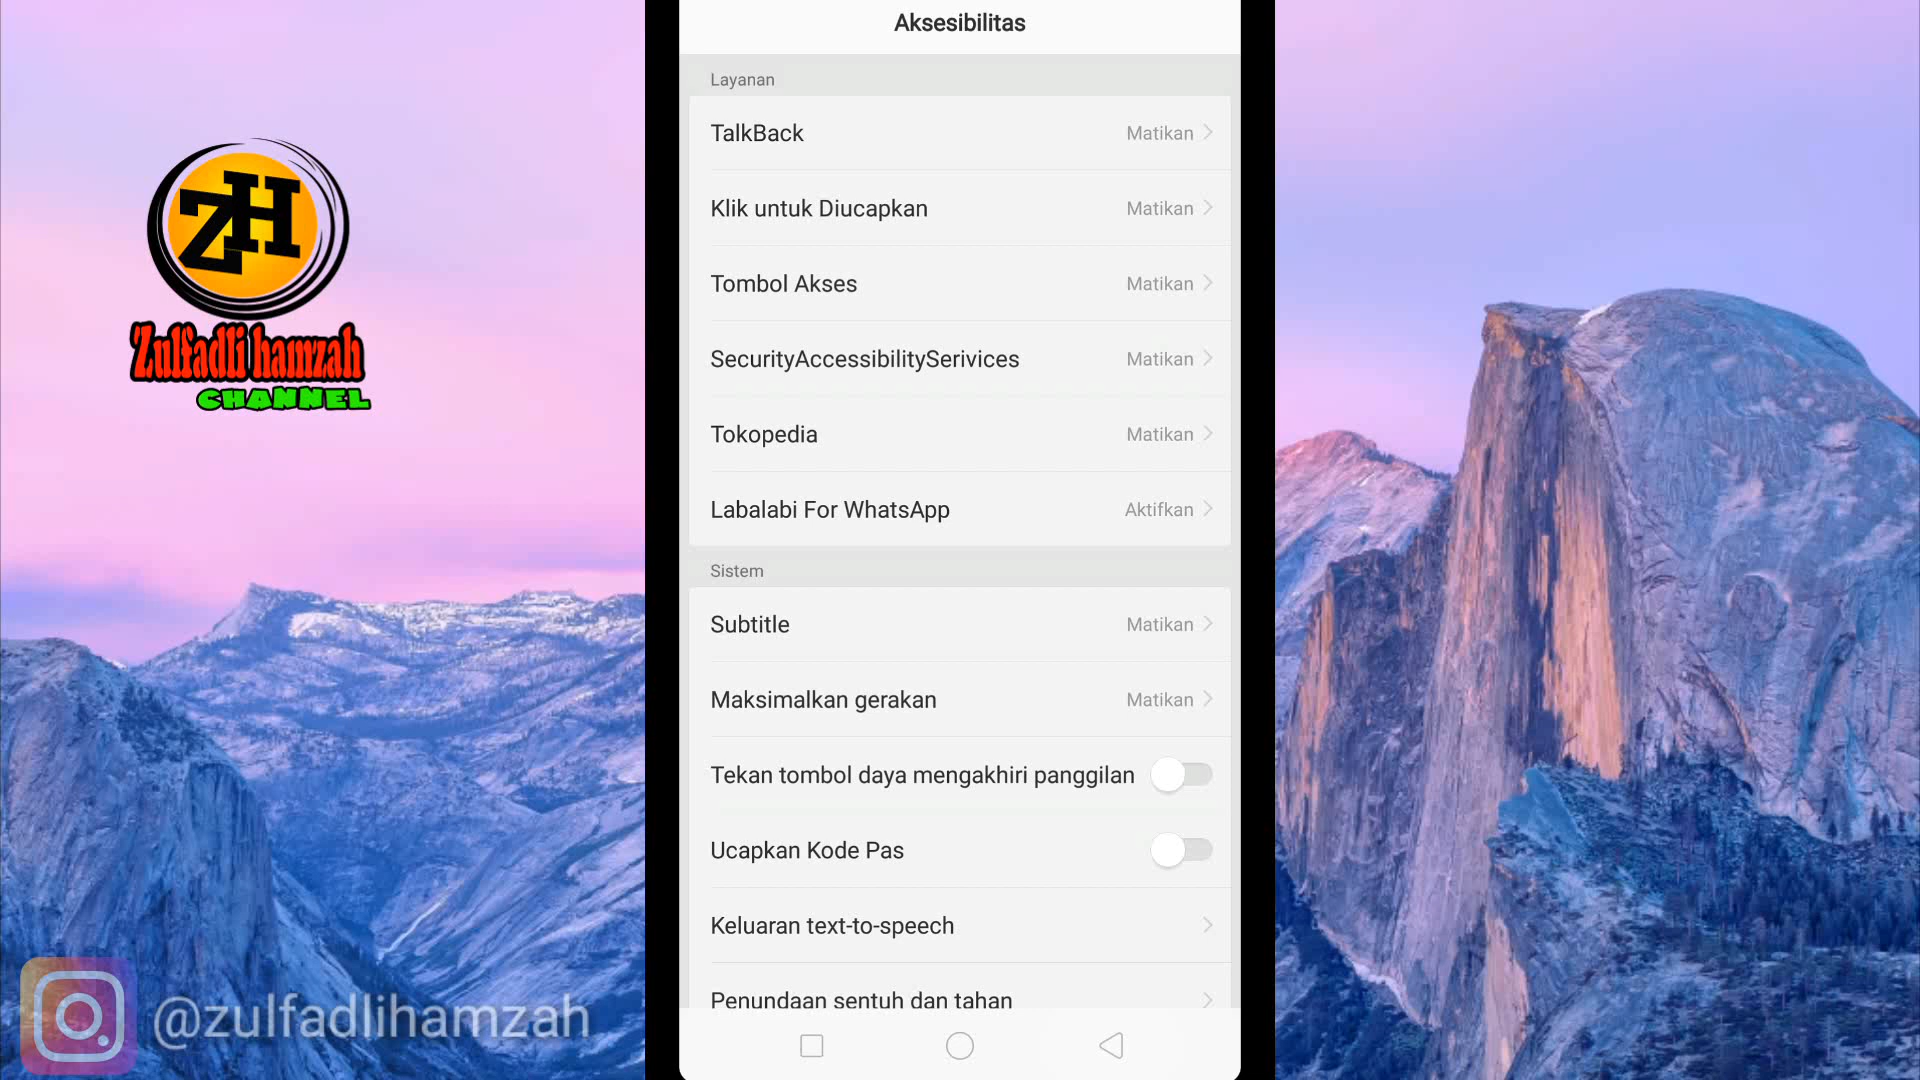 ZH
Zulfadli hamzah
CHANNEL
@zulfadlihamzah
Aksesibilitas
Layanan
TalkBack Matikan
Klik untuk Diucapkan Matikan
Tombol Akses Matikan
SecurityAccessibilitySerivices Matikan
Tokopedia Matikan
Labalabi For WhatsApp Aktifkan
Sistem
Subtitle Matikan
Maksimalkan gerakan Matikan
Tekan tombol daya mengakhiri panggilan
Ucapkan Kode Pas
Keluaran text-to-speech
Penundaan sentuh dan tahan